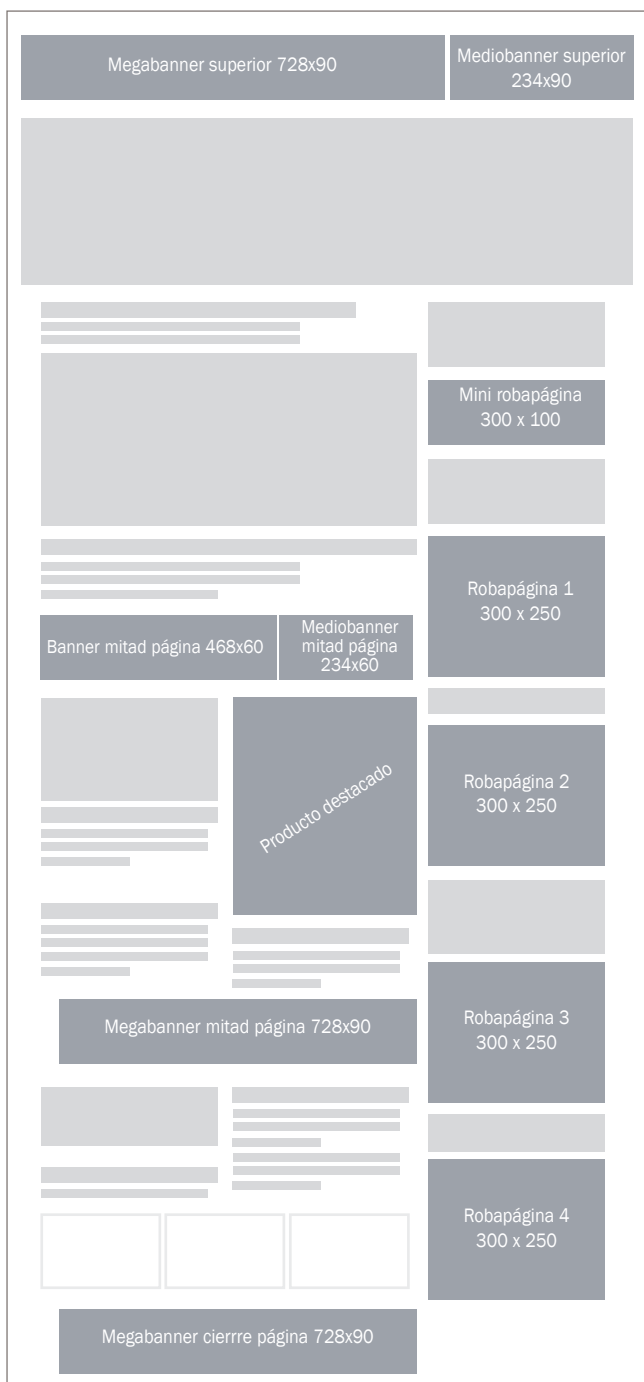 Megabanner superior 728x90
Mediobanner superior
234x90
Mini robapágina
300 x 100
Robapágina 1
300 x 250
Banner mitad página 468x60
Mediobanner
mitad página
234x60
Producto destacado
Robapágina 2
300 x 250
Megabanner mitad página 728x90
Robapágina 3
300 x 250
Robapágina 4
300 x 250
Megabanner cierrre página 728x90